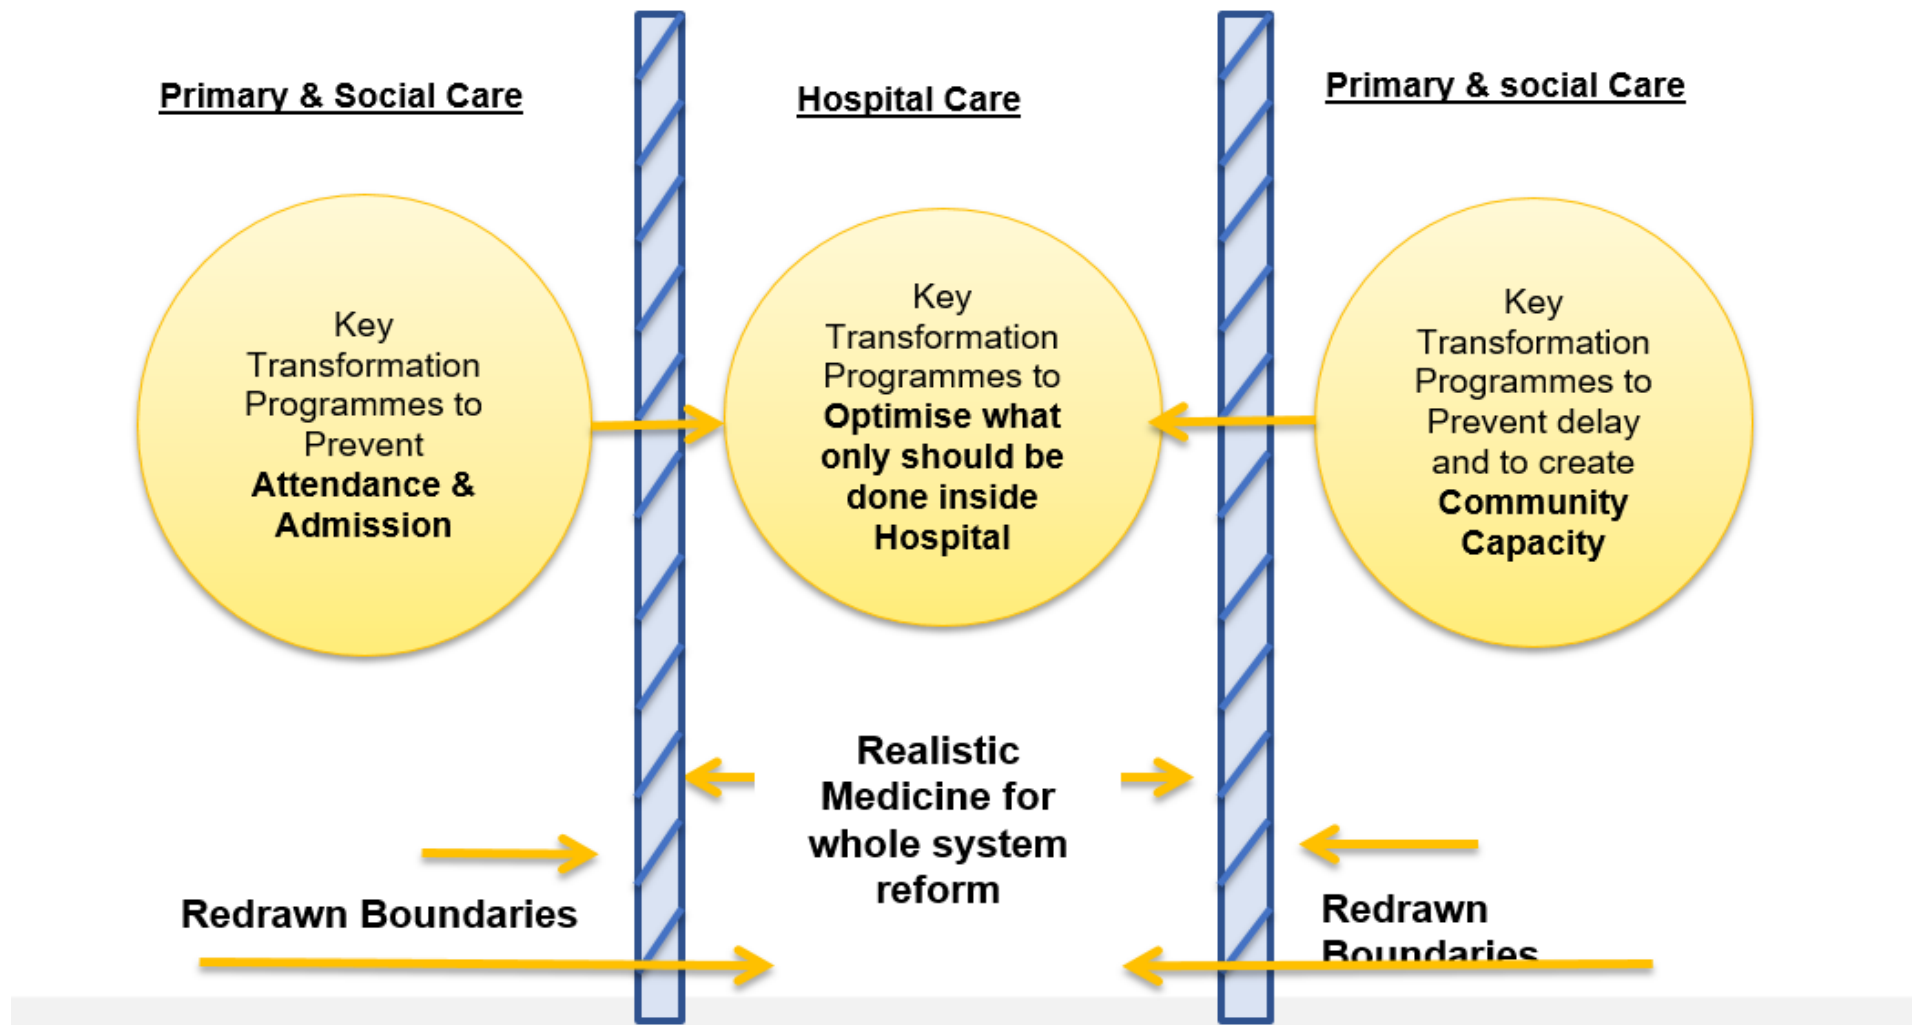 Primary & Social Care
Hospital Care
Primary & social Care
Key
Transformation
Programmes to
Prevent
Attendance &
Admission
Key
Transformation
Programmes to
Optimise what
only should be
done inside
Hospital
Key
Transformation
Programmes to
Prevent delay
and to create
Community
Capacity
Realistic
Medicine for
whole system
reform
Redrawn Boundaries
Redrawn
Boundaries